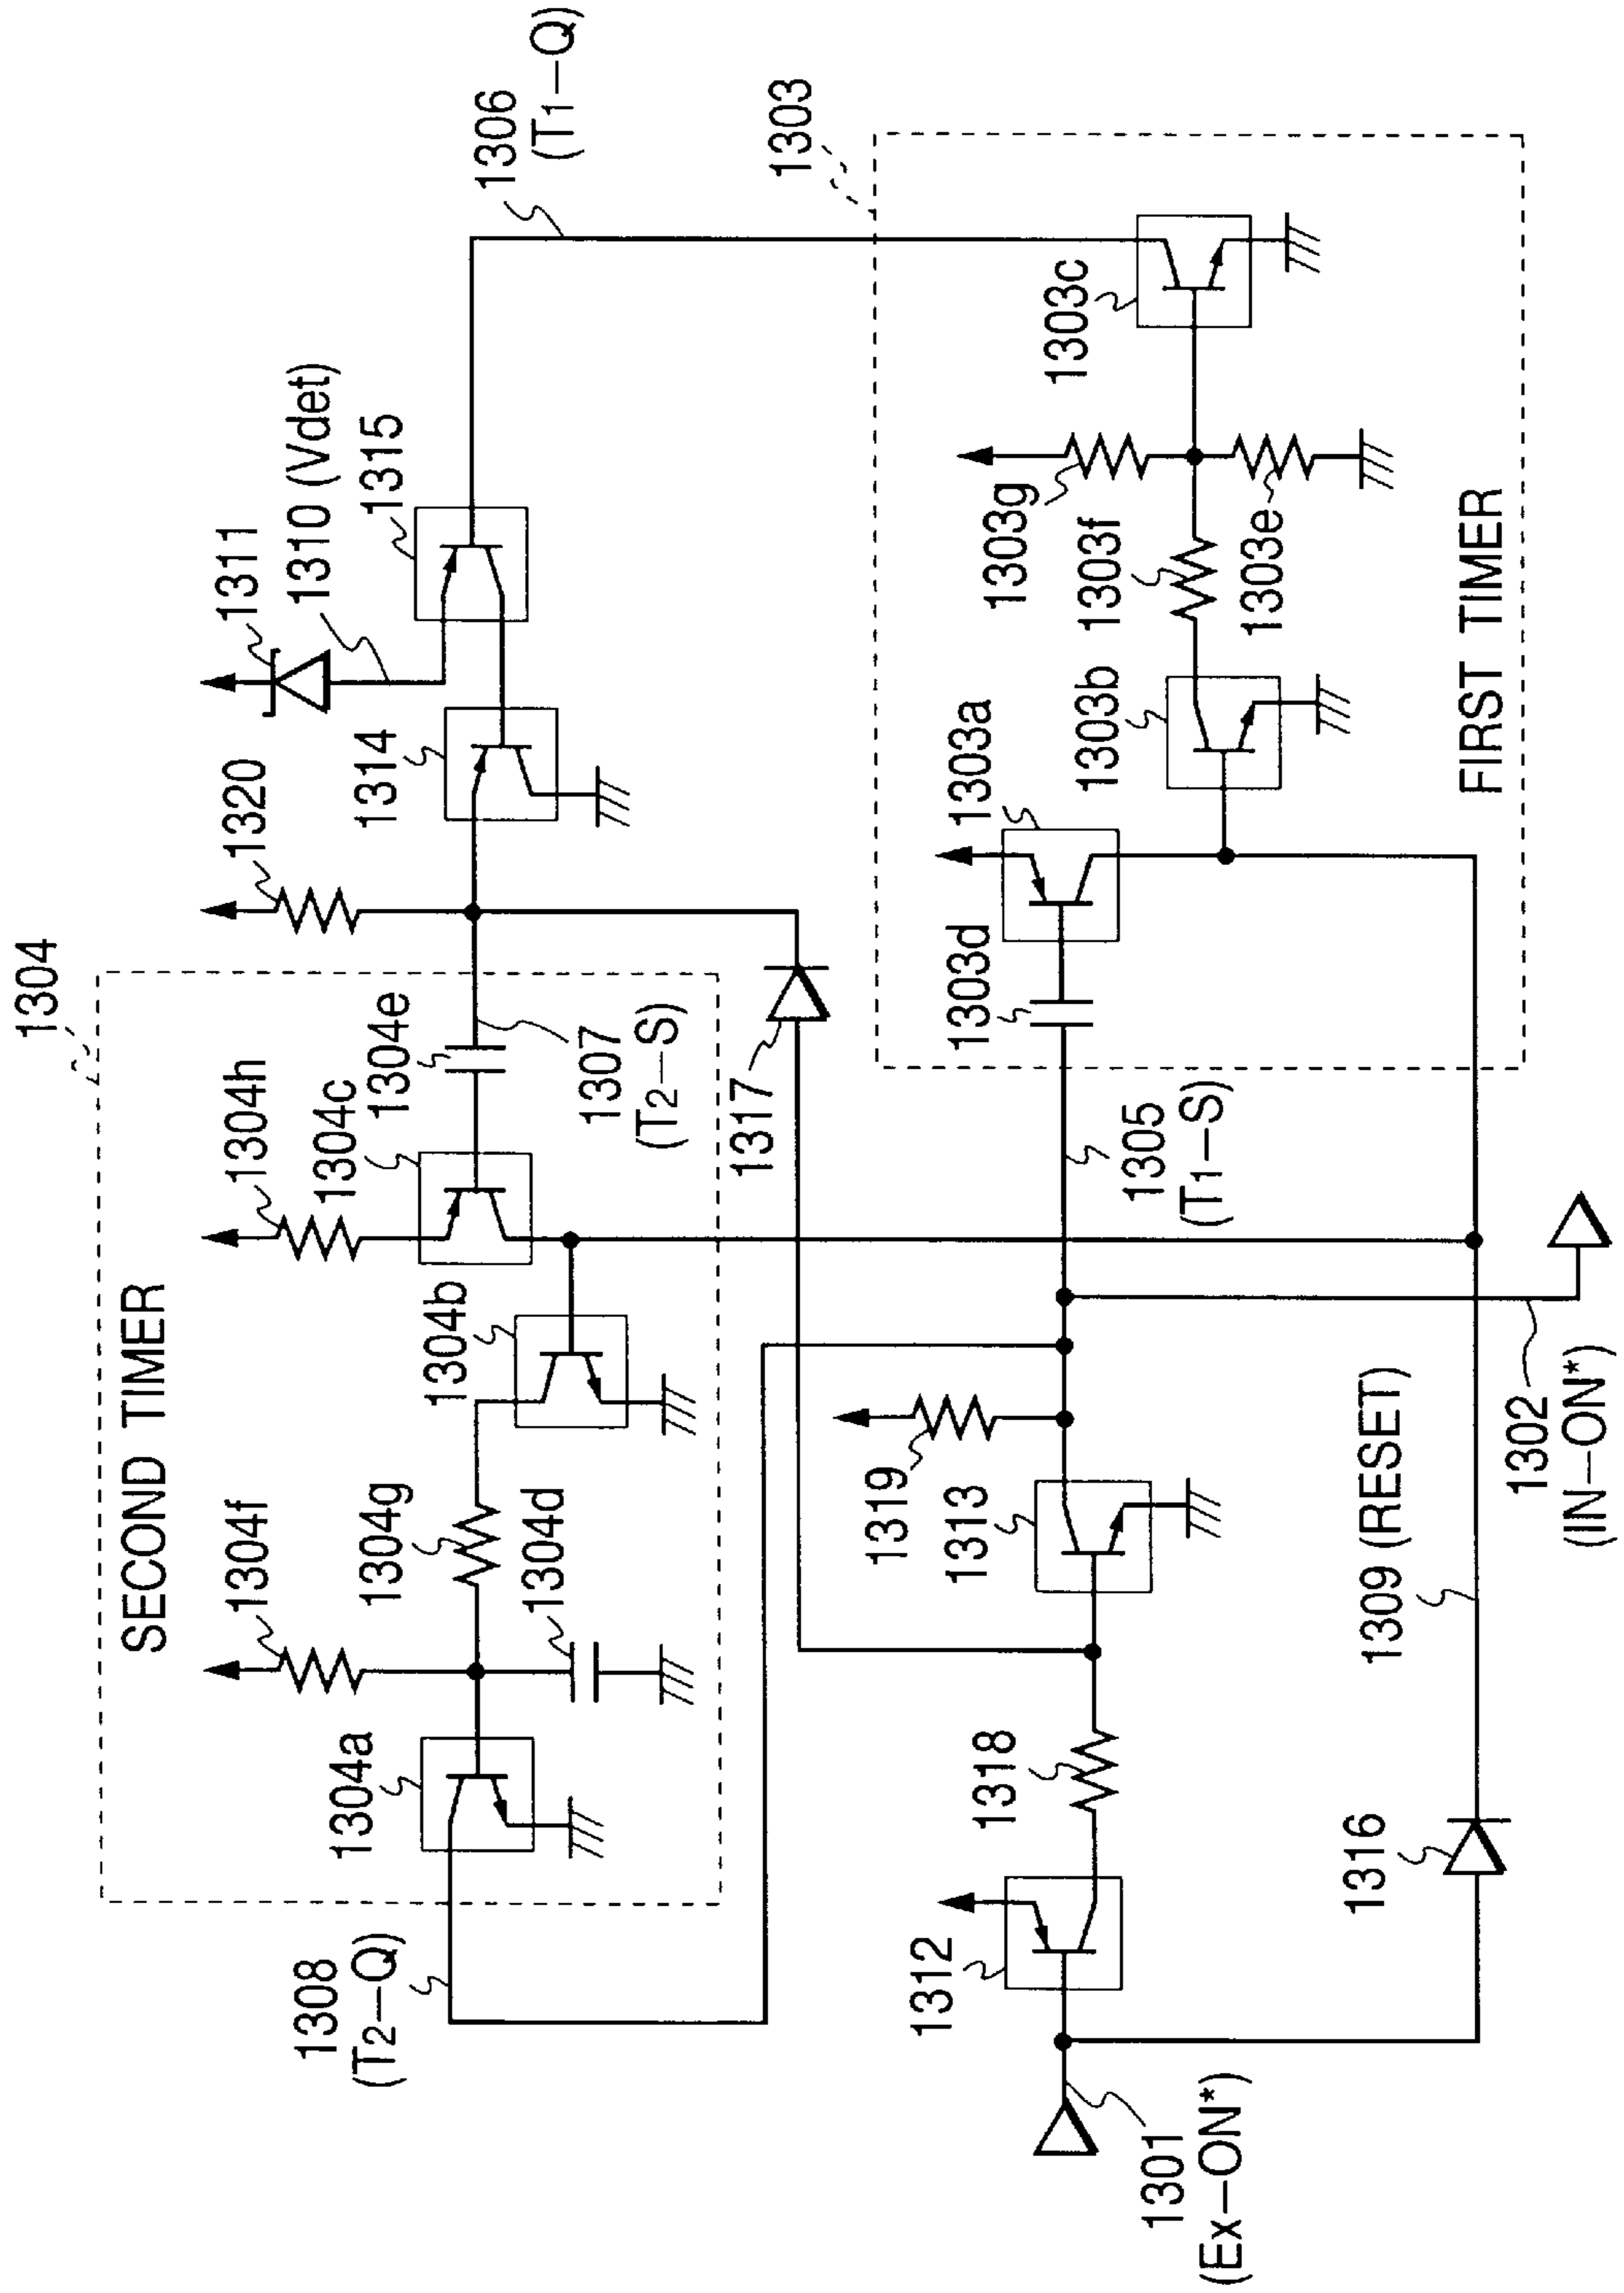 1304
SECOND TIMER
1304f
1304g
1304d
1304a
1308
(T2-Q)
1304b
1304h
1304c
1304e
1307
(T2-S)
1320
1314
1311
1310 (Vdet)
1315
1306
(T1-Q)
1317
1303
1303a
1303d
1303b
1303g
1303f
1303e
1303c
FIRST TIMER
1305
(T1-S)
1319
1313
1318
1312
1301
(Ex-ON*)
1316
1309 (RESET)
1302
(IN-ON*)